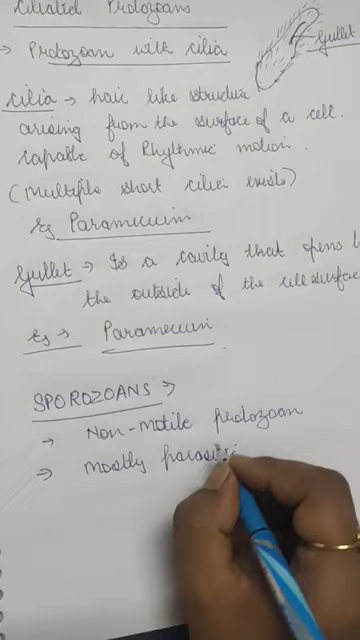 Ciliated Protozoans
→ Protozoan with cilia
Gullet
Cilia → hair like structure
arising from the surface of a cell.
capable of Rhythmic motion.
(Multiple short cilia exists)
Eg Paramecium
Gullet → Is a cavity that opens
the outside of the cell surface
Eg → Paramecium.
SPOROZOANS →
→ Non-motile protozoan
→ Mostly parasiti